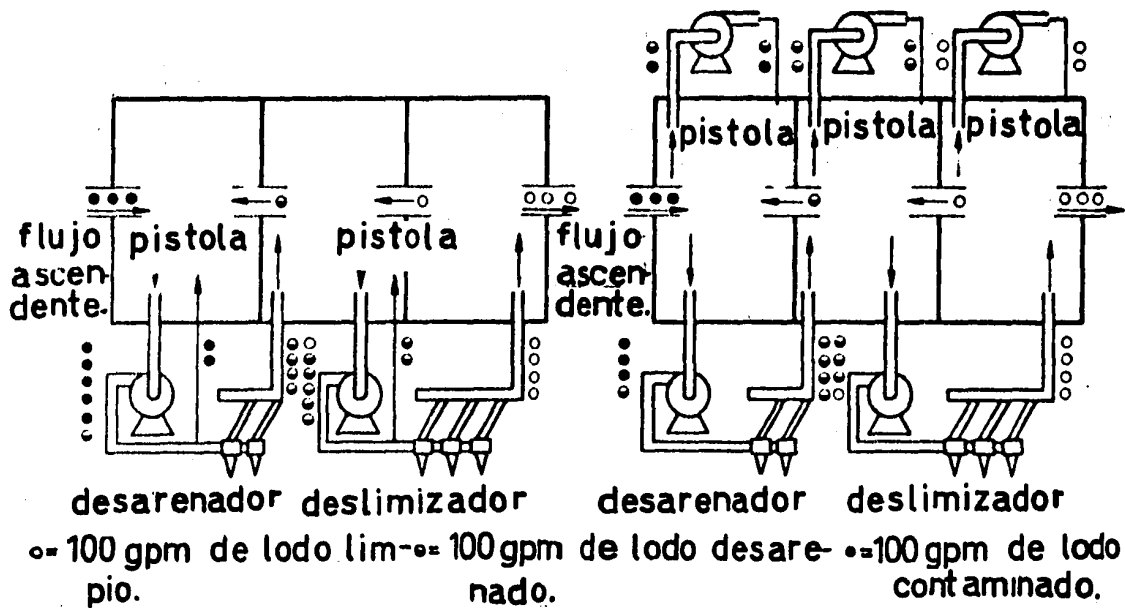 pistola pistola pistola
flujo pistola pistola flujo
ascen- ascen-
dente. dente.
desarenador deslimizador desarenador deslimizador
o= 100 gpm de lodo lim- ◒= 100 gpm de lodo desare- ●=100 gpm de lodo
pio. nado. contaminado.